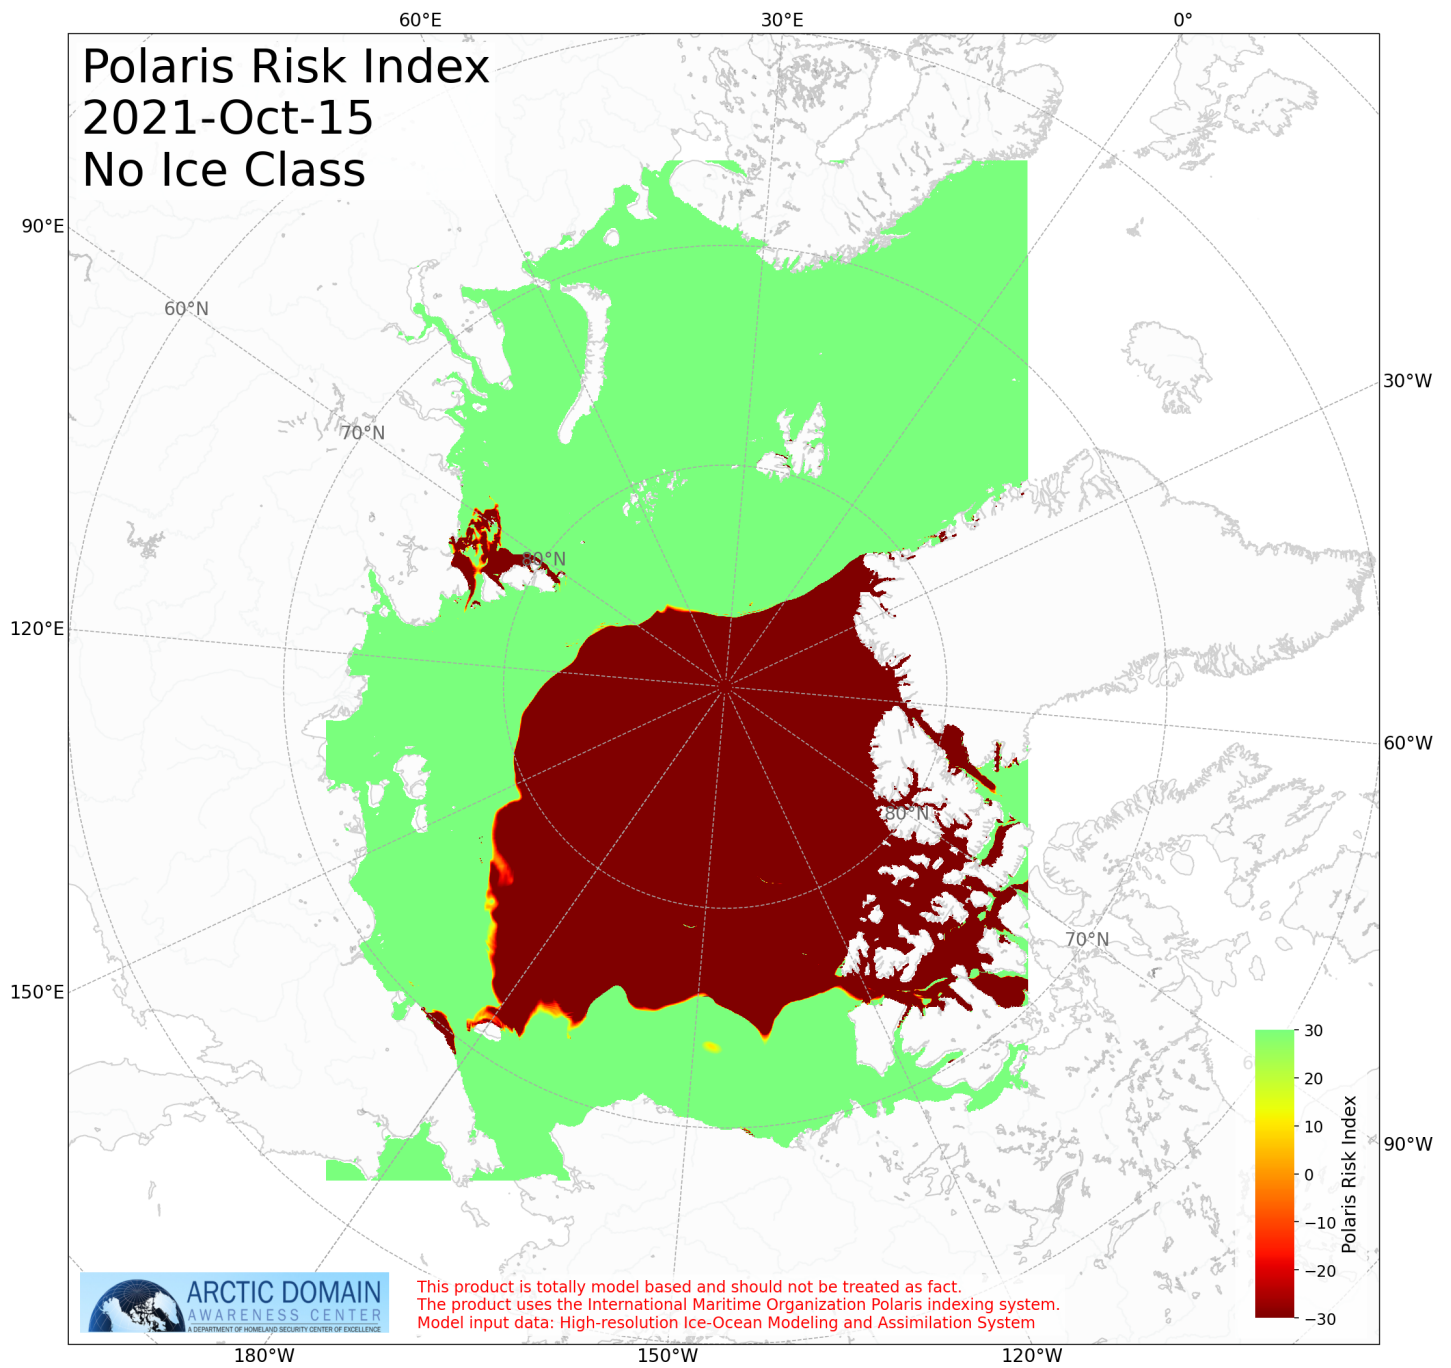 60°E
30°E
0°
Polaris Risk Index
2021-Oct-15
No Ice Class
90°E
60°N
30°W
70°N
80°N
120°E
60°W
80°N
70°N
150°E
30
20
10
0
−10
−20
−30
Polaris Risk Index
90°W
ARCTIC DOMAIN
AWARENESS CENTER
A DEPARTMENT OF HOMELAND SECURITY CENTER OF EXCELLENCE
This product is totally model based and should not be treated as fact.
The product uses the International Maritime Organization Polaris indexing system.
Model input data: High-resolution Ice-Ocean Modeling and Assimilation System
180°W
150°W
120°W